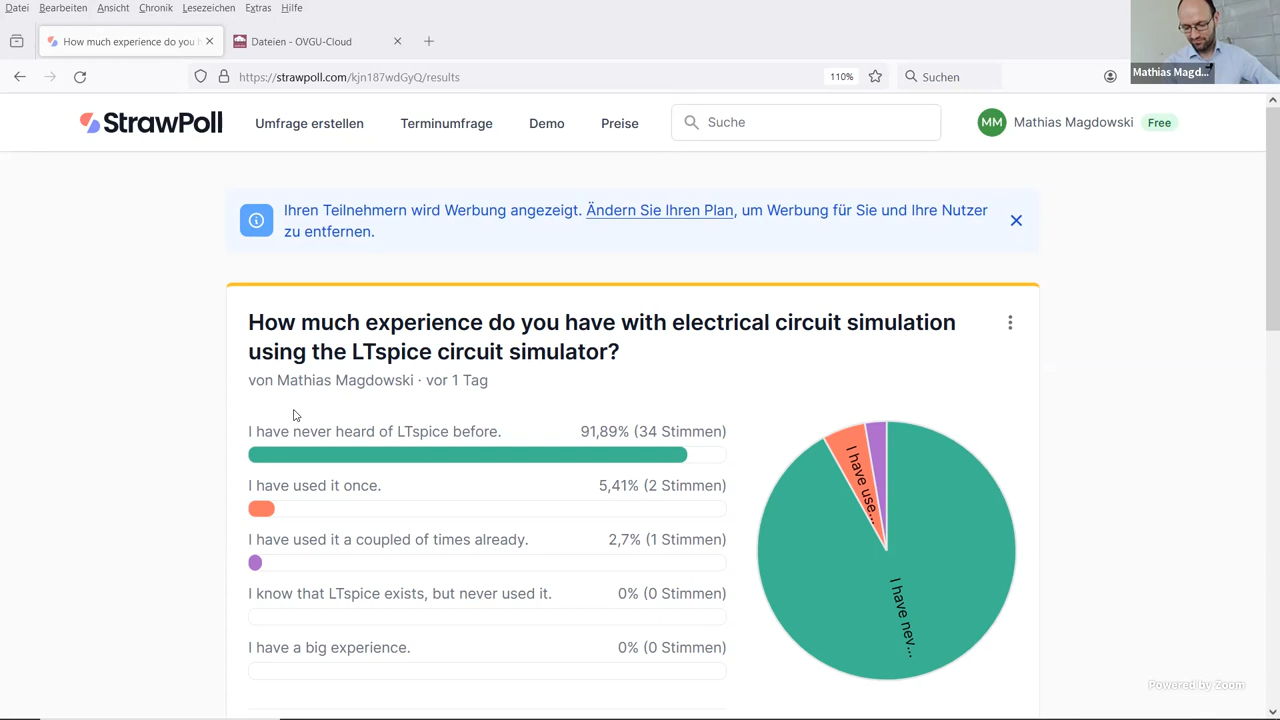 Datei Bearbeiten Ansicht Chronik Lesezeichen Extras Hilfe
How much experience do you h
Dateien - OVGU-Cloud
https://strawpoll.com/kjn187wdGyQ/results
110%
Suchen
Mathias Magd...
StrawPoll
Umfrage erstellen
Terminumfrage
Demo
Preise
Suche
MM
Mathias Magdowski
Free
Ihren Teilnehmern wird Werbung angezeigt. Ändern Sie Ihren Plan, um Werbung für Sie und Ihre Nutzer
zu entfernen.
How much experience do you have with electrical circuit simulation
using the LTspice circuit simulator?
von Mathias Magdowski · vor 1 Tag
I have never heard of LTspice before. 91,89% (34 Stimmen)
I have used it once. 5,41% (2 Stimmen)
I have used it a coupled of times already. 2,7% (1 Stimmen)
I know that LTspice exists, but never used it. 0% (0 Stimmen)
I have a big experience. 0% (0 Stimmen)
I have use...
I have nev...
Powered by Zoom